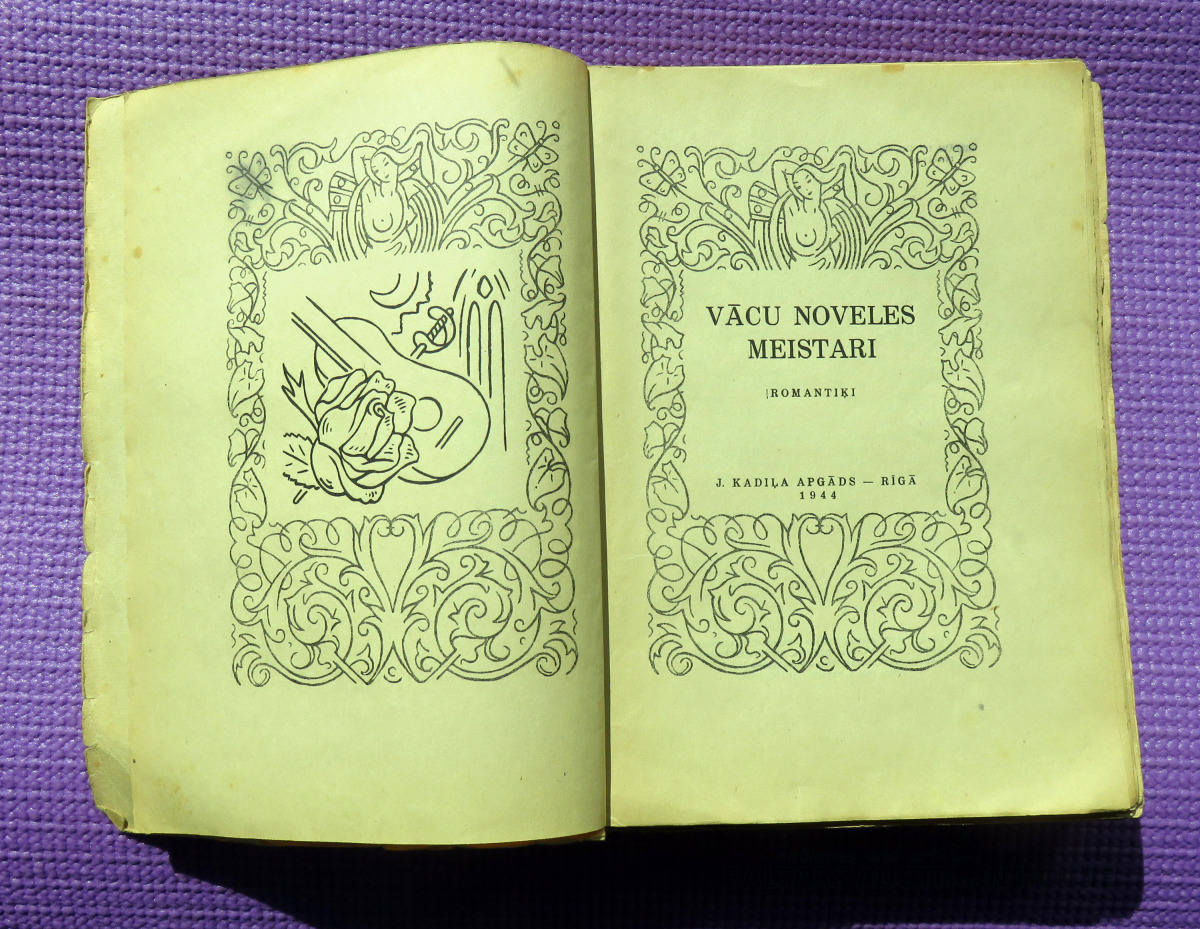 VĀCU NOVELES
MEISTARI
ROMANTIĶI
J. KADIĻA APGĀDS — RĪGĀ
1944